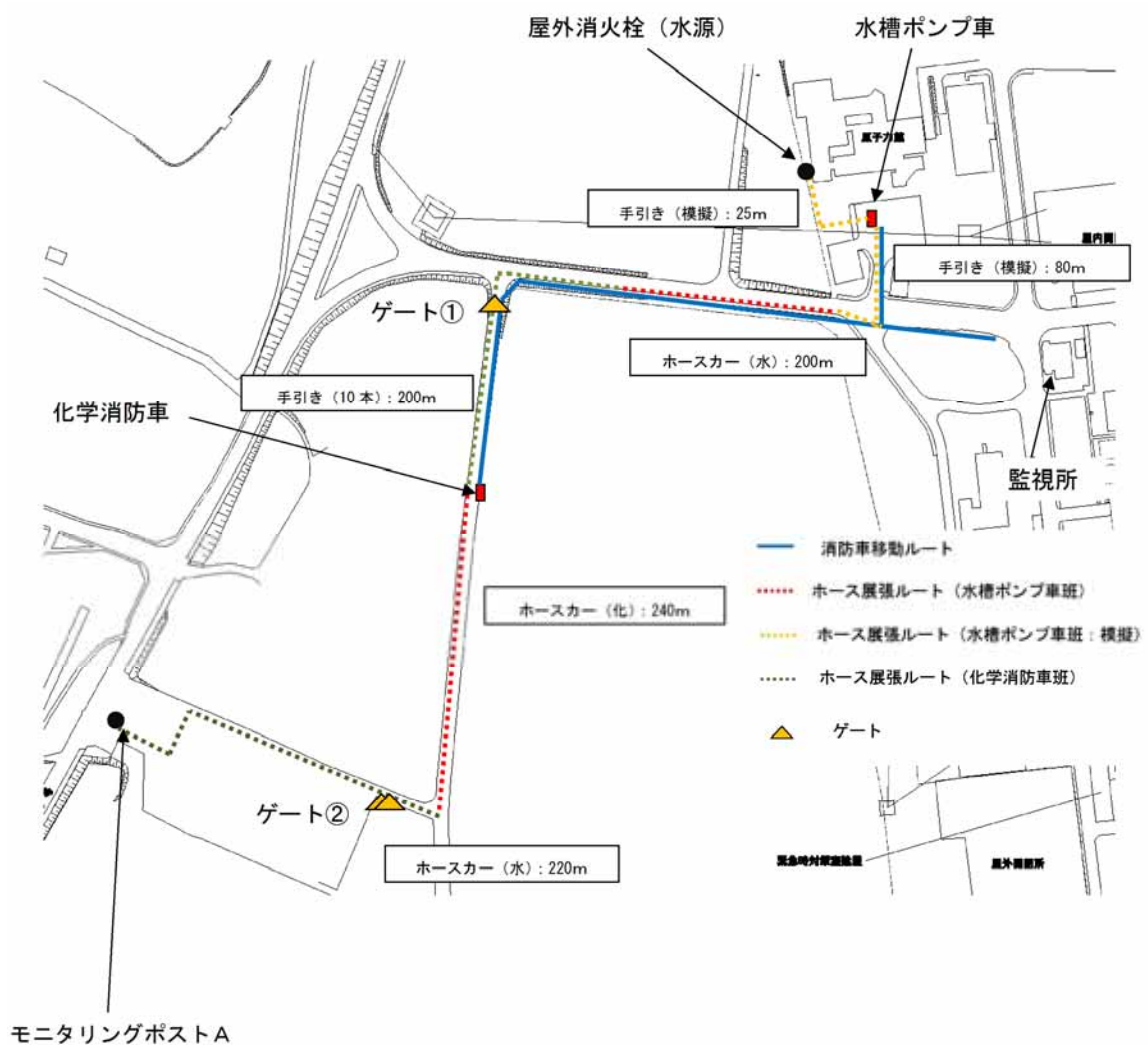 屋外消火栓（水源）
水槽ポンプ車
手引き（模擬）：25m
手引き（模擬）：80m
ゲート①
ホースカー（水）：200m
手引き（10本）：200m
化学消防車
監視所
消防車移動ルート
ホース展張ルート（水槽ポンプ車班）
ホースカー（化）：240m
ホース展張ルート（水槽ポンプ車班：模擬）
ホース展張ルート（化学消防車班）
ゲート
ゲート②
ホースカー（水）：220m
モニタリングポストA